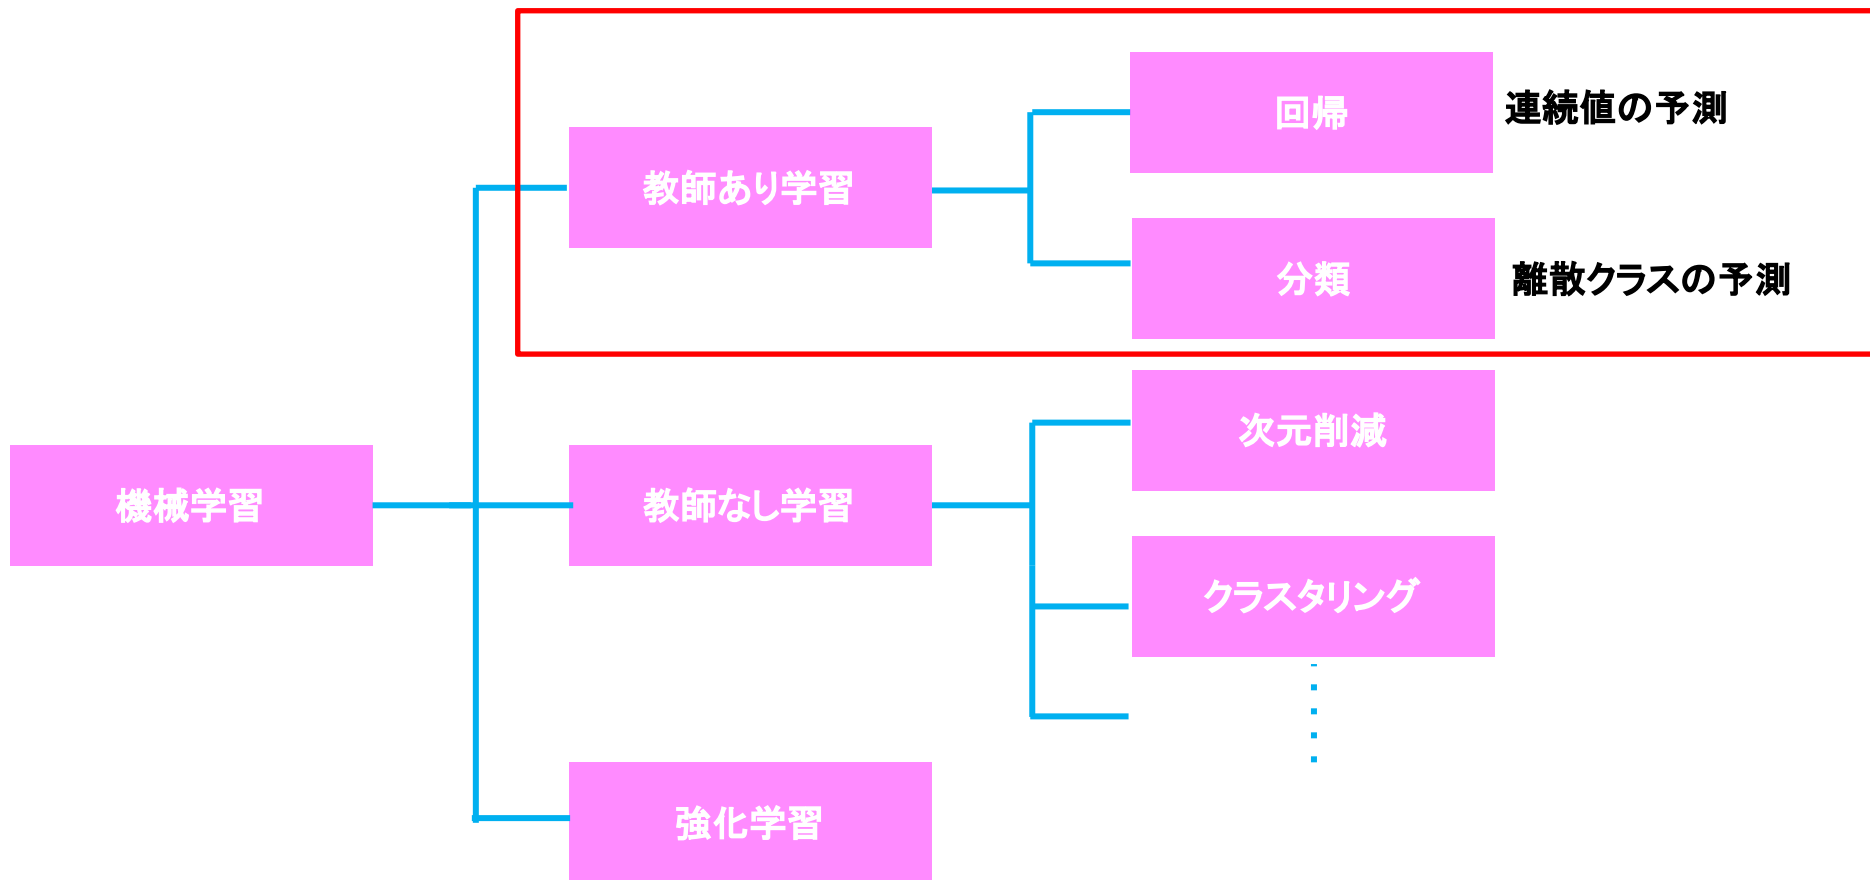 回帰
連続値の予測
教師あり学習
分類
離散クラスの予測
次元削減
機械学習
教師なし学習
クラスタリング
強化学習